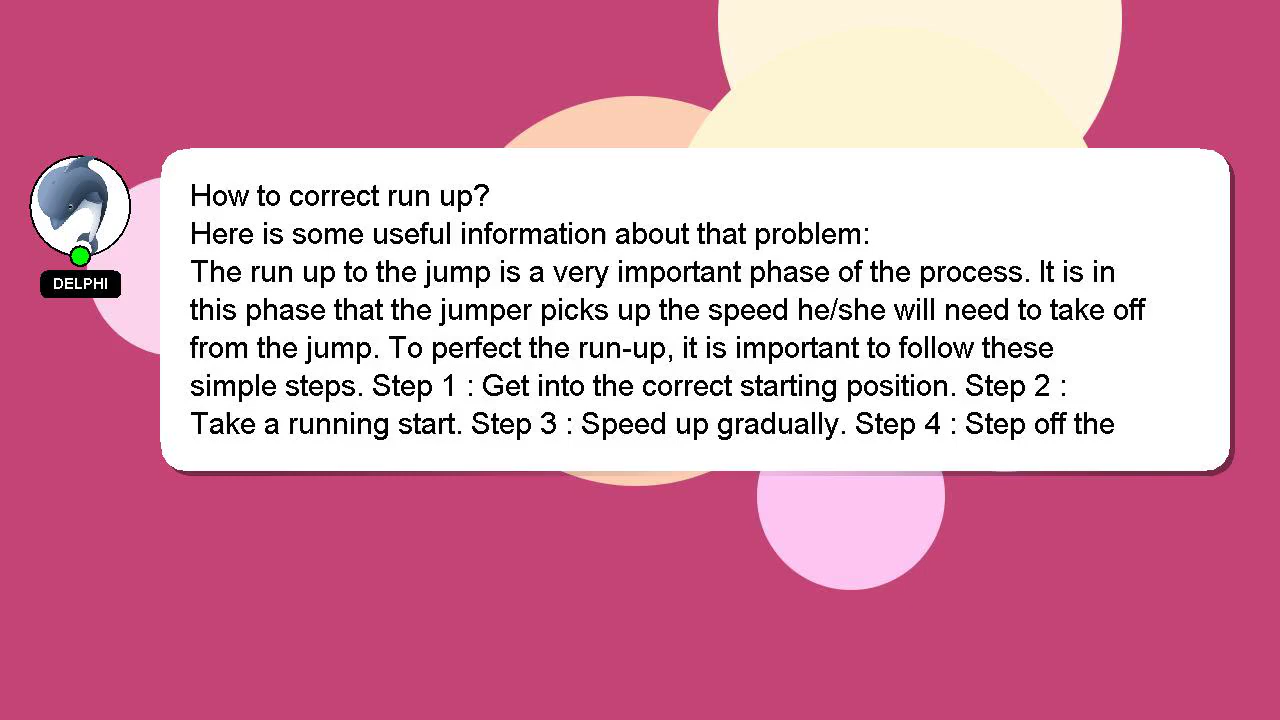 How to correct run up?
Here is some useful information about that problem:
The run up to the jump is a very important phase of the process. It is in
this phase that the jumper picks up the speed he/she will need to take off
from the jump. To perfect the run-up, it is important to follow these
simple steps. Step 1 : Get into the correct starting position. Step 2 :
Take a running start. Step 3 : Speed up gradually. Step 4 : Step off the
DELPHI